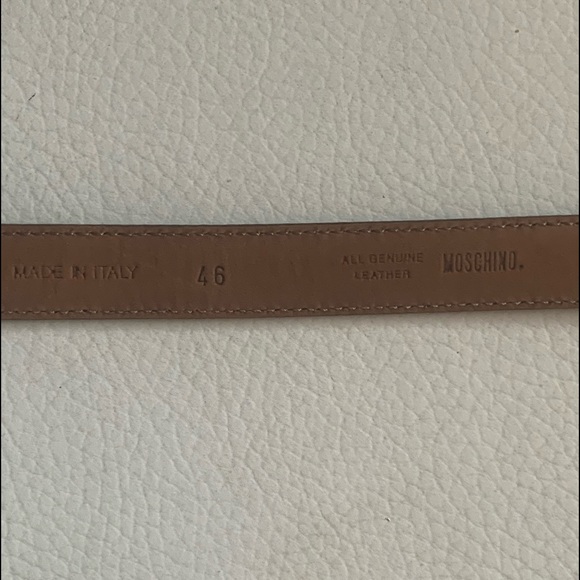 MADE IN ITALY
46
ALL GENUINE
LEATHER
MOSCHINO.